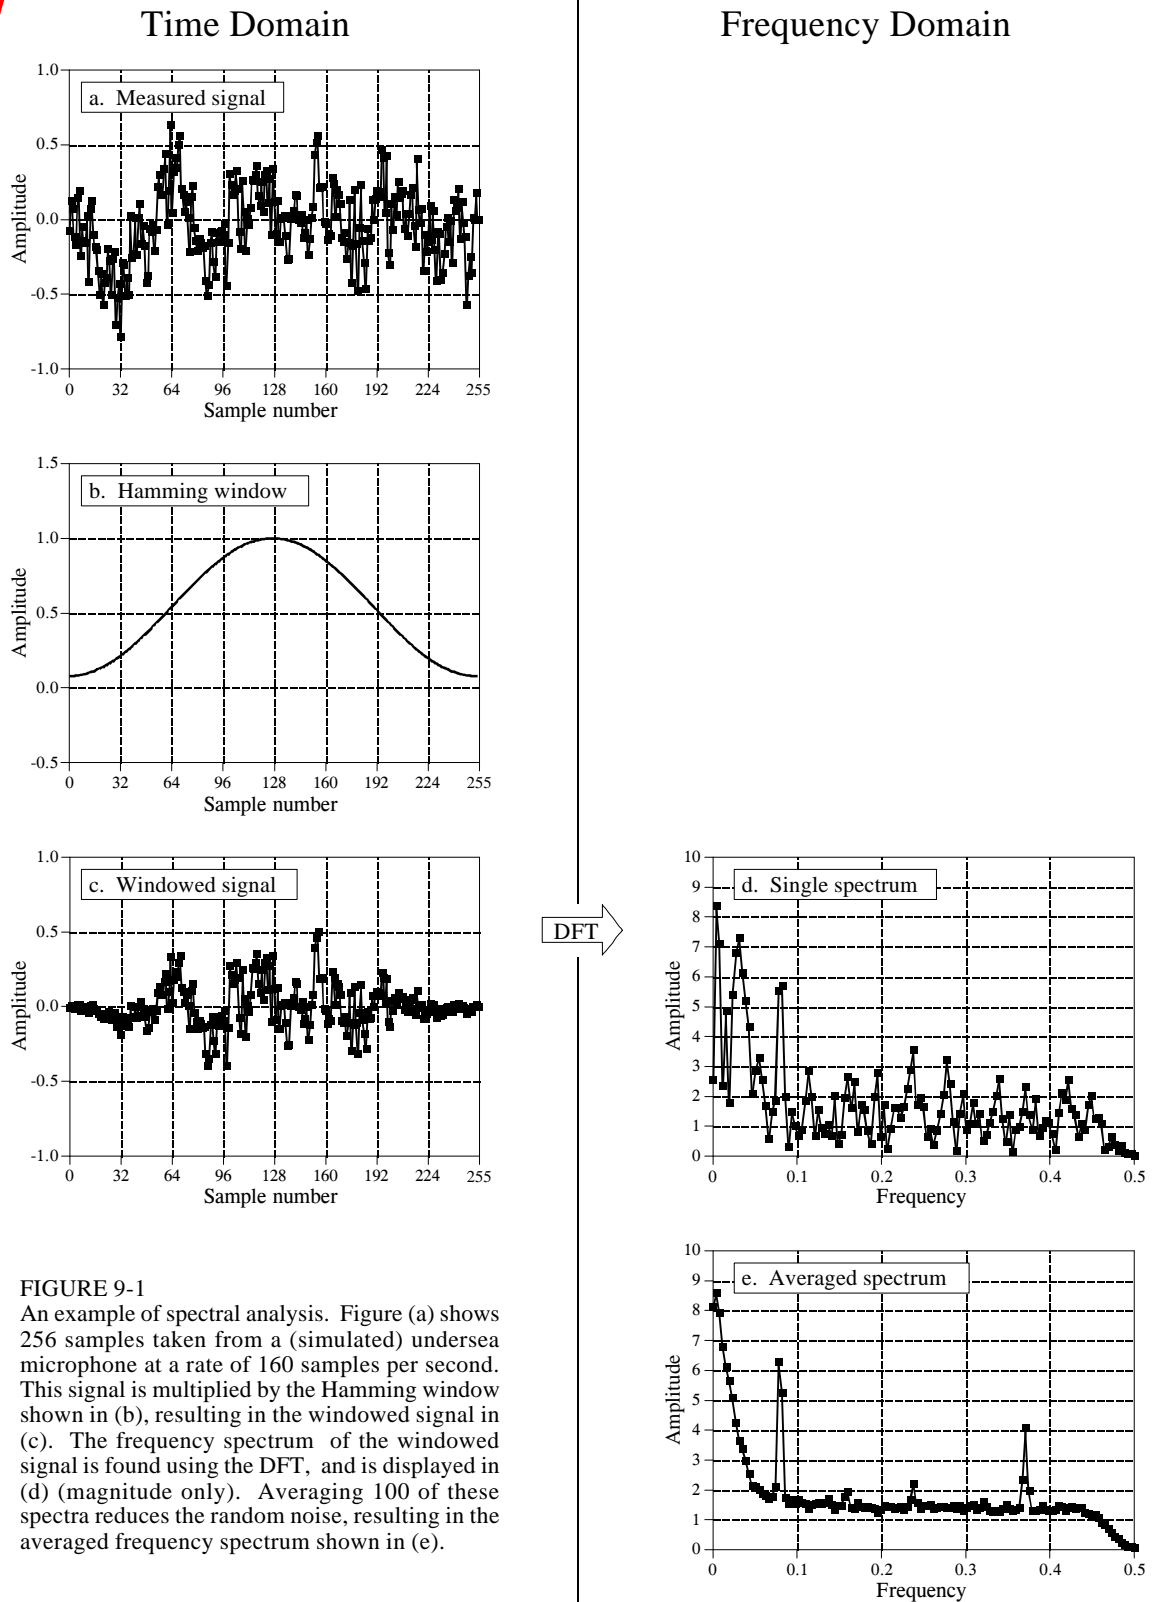 Time Domain
Frequency Domain
1.0
0.5
0.0
-0.5
-1.0
Amplitude
a. Measured signal
0 32 64 96 128 160 192 224 255
Sample number
1.5
1.0
0.5
0.0
-0.5
Amplitude
b. Hamming window
0 32 64 96 128 160 192 224 255
Sample number
1.0
0.5
0.0
-0.5
-1.0
Amplitude
c. Windowed signal
0 32 64 96 128 160 192 224 255
Sample number
DFT
10
9
8
7
6
5
4
3
2
1
0
Amplitude
d. Single spectrum
0 0.1 0.2 0.3 0.4 0.5
Frequency
10
9
8
7
6
5
4
3
2
1
0
Amplitude
e. Averaged spectrum
0 0.1 0.2 0.3 0.4 0.5
Frequency
FIGURE 9-1
An example of spectral analysis. Figure (a) shows
256 samples taken from a (simulated) undersea
microphone at a rate of 160 samples per second.
This signal is multiplied by the Hamming window
shown in (b), resulting in the windowed signal in
(c). The frequency spectrum of the windowed
signal is found using the DFT, and is displayed in
(d) (magnitude only). Averaging 100 of these
spectra reduces the random noise, resulting in the
averaged frequency spectrum shown in (e).